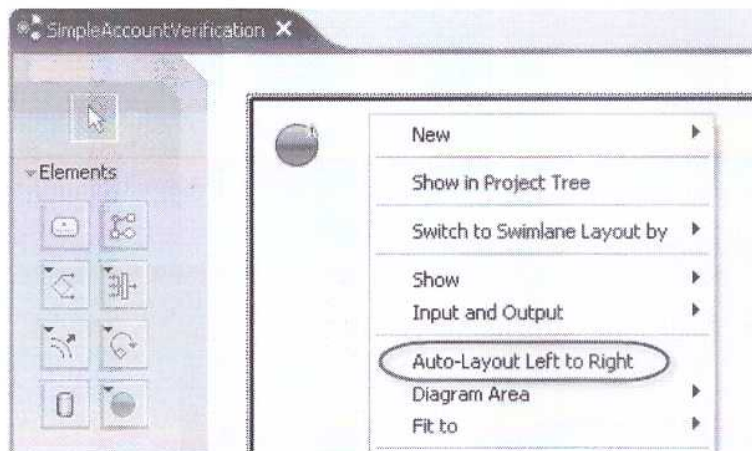 SimpleAccountVerification
Elements
New
Show in Project Tree
Switch to Swimlane Layout by
Show
Input and Output
Auto-Layout Left to Right
Diagram Area
Fit to